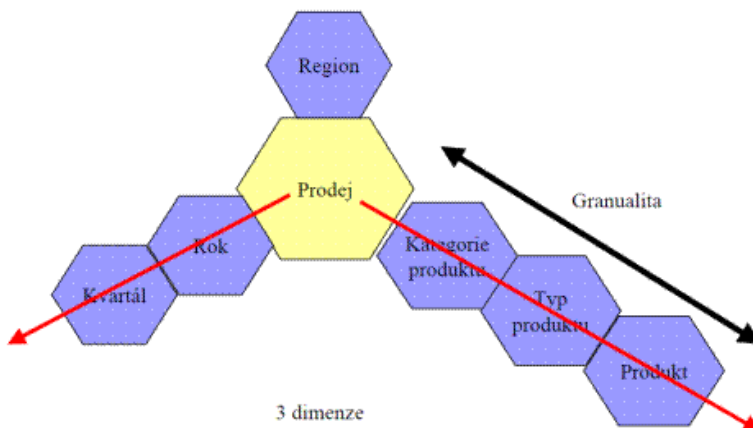 Region
Prodej
Granualita
Rok
Kategorie
produktu
Kvartál
Typ
produktu
Produkt
3 dimenze